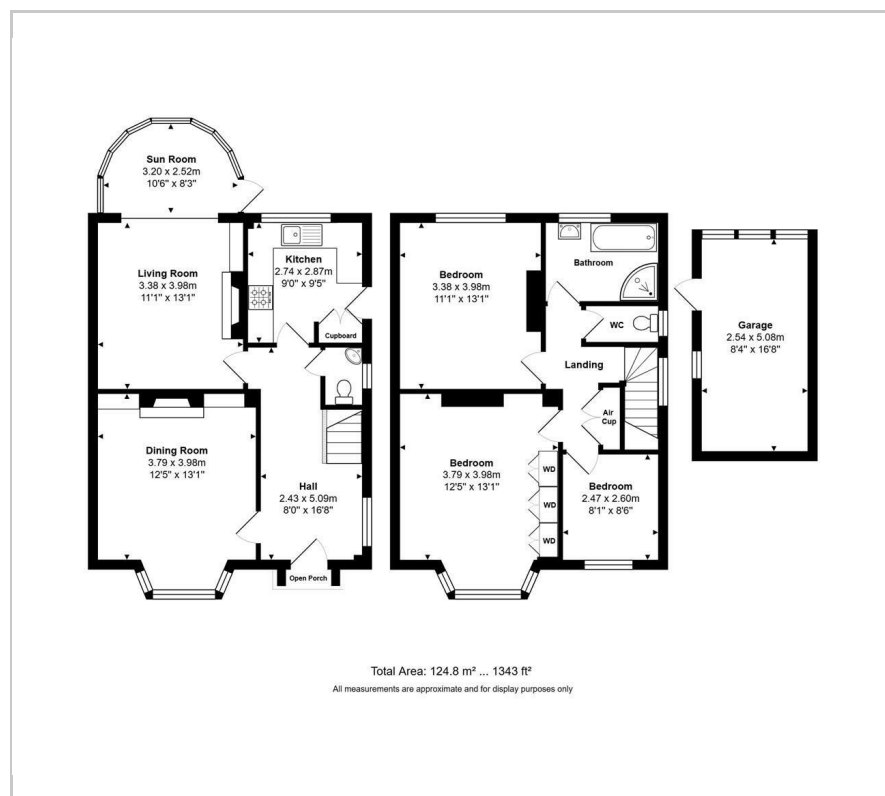 Sun Room
3.20 x 2.52m
10'6" x 8'3"
Living Room
3.38 x 3.98m
11'1" x 13'1"
Kitchen
2.74 x 2.87m
9'0" x 9'5"
Cupboard
Dining Room
3.79 x 3.98m
12'5" x 13'1"
Hall
2.43 x 5.09m
8'0" x 16'8"
Open Porch
Bedroom
3.38 x 3.98m
11'1" x 13'1"
Bathroom
WC
Landing
Air
Cup
Bedroom
3.79 x 3.98m
12'5" x 13'1"
WD
WD
WD
Bedroom
2.47 x 2.60m
8'1" x 8'6"
Garage
2.54 x 5.08m
8'4" x 16'8"
Total Area: 124.8 m² ... 1343 ft²
All measurements are approximate and for display purposes only